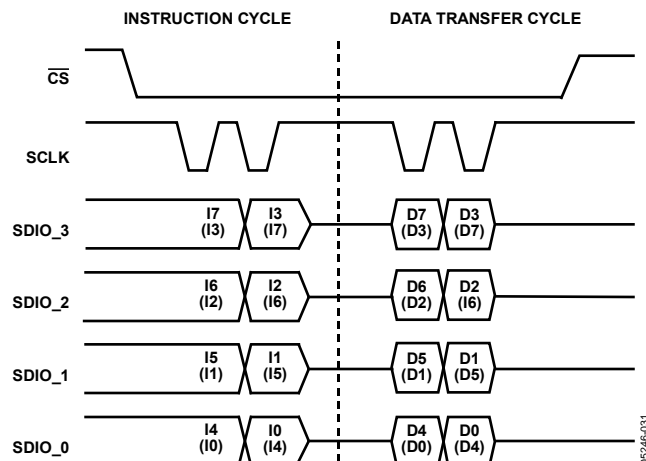 INSTRUCTION CYCLE DATA TRANSFER CYCLE
CS
SCLK
SDIO_3
I7 I3 D7 D3
(I3) (I7) (D3) (D7)
SDIO_2
I6 I2 D6 D2
(I2) (I6) (D2) (I6)
SDIO_1
I5 I1 D5 D1
(I1) (I5) (D1) (D5)
SDIO_0
I4 I0 D4 D0
(I0) (I4) (D0) (D4)
05246-031